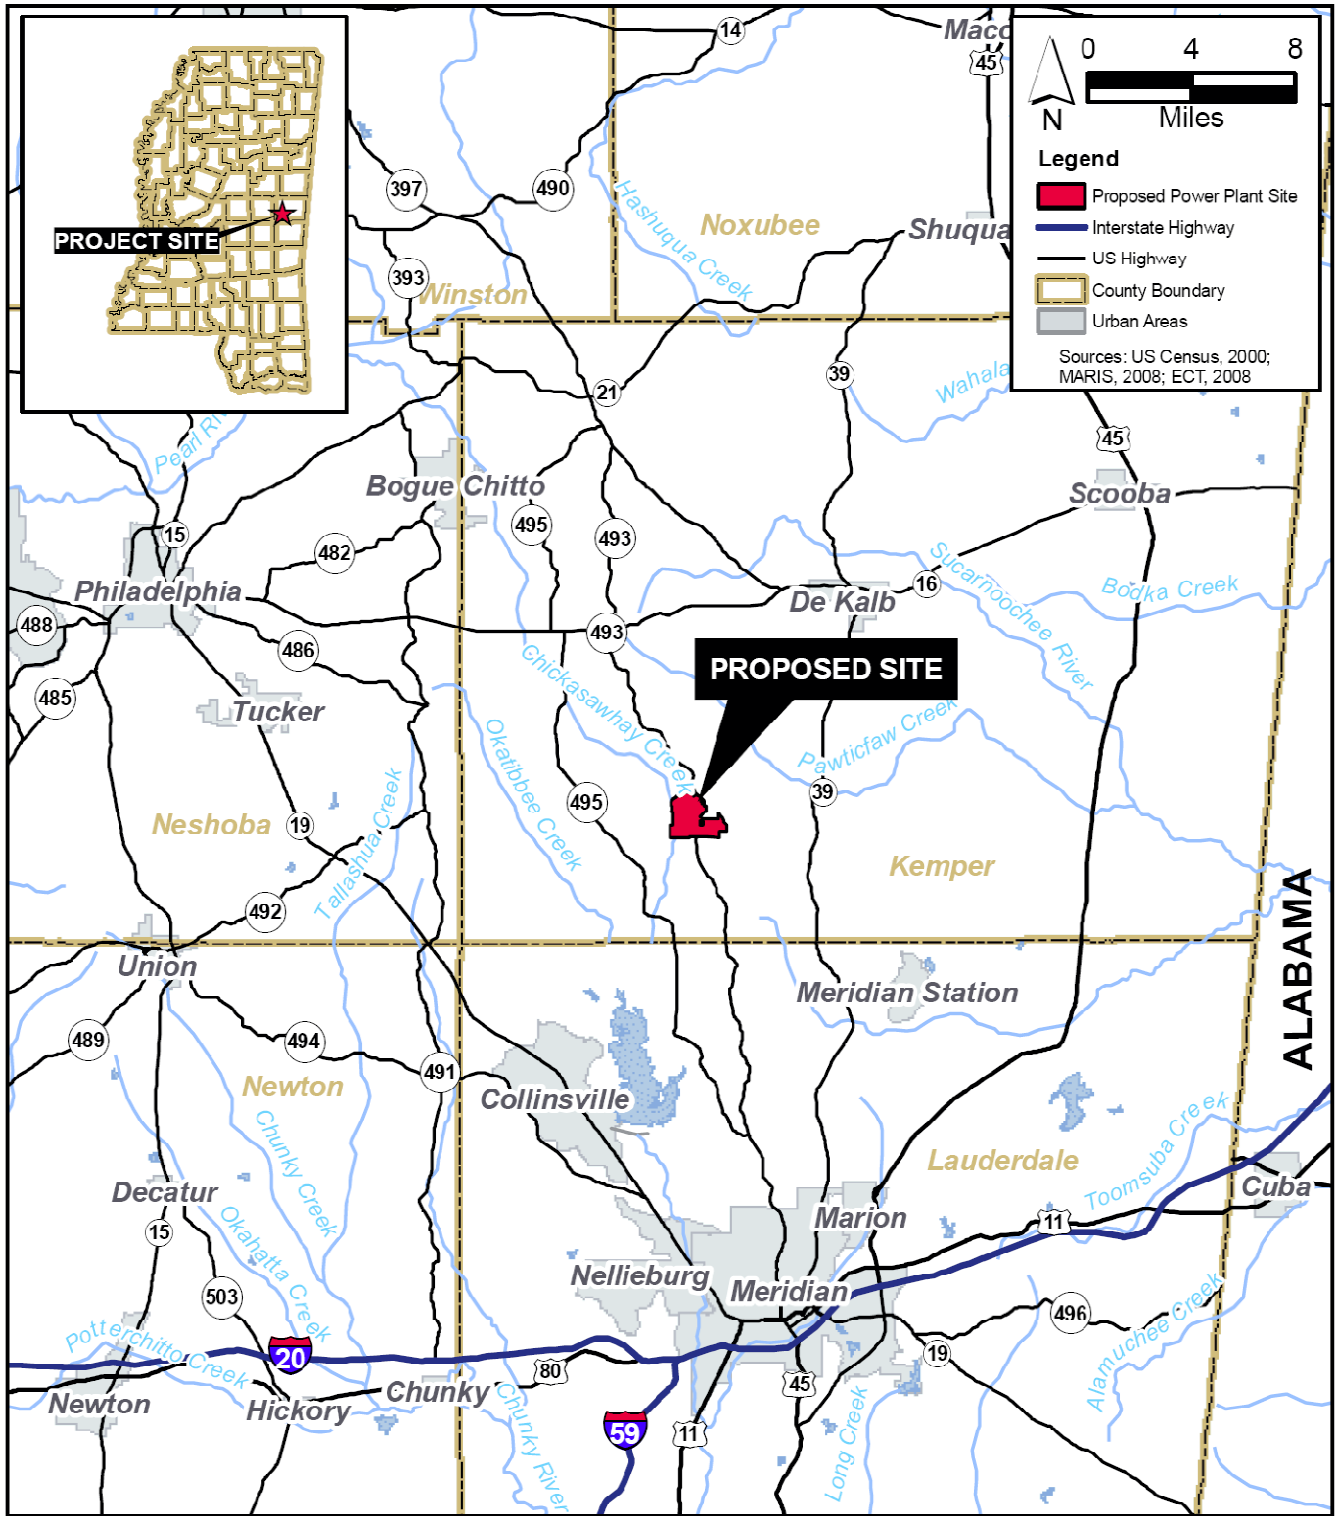 PROJECT SITE
0 4 8
Miles
N
Legend
Proposed Power Plant Site
Interstate Highway
US Highway
County Boundary
Urban Areas
Sources: US Census, 2000;
MARIS, 2008; ECT, 2008
14
Maco
45
397
490
Hashuqua Creek
Noxubee
Shuqua
393
Winston
39
21
Wahala
Pearl Riv
45
Bogue Chitto
Scooba
495
493
15
482
Sucarnoochee River
16
Bodka Creek
Philadelphia
De Kalb
488
493
486
Chickasawhay Creek
PROPOSED SITE
485
Tucker
Okatibbee Creek
Pawticfaw Creek
39
495
Neshoba
19
Tallashua Creek
Kemper
492
ALABAMA
Union
Meridian Station
489
494
491
Newton
Collinsville
Chunky Creek
Lauderdale
Toomsuba Creek
Decatur
Cuba
Okahatta Creek
Marion
11
15
Nellieburg
Meridian
503
496
Alamuchee Creek
Potterchitto Creek
20
19
80
45
Chunky
Newton
Hickory
Chunky River
59
11
Long Creek